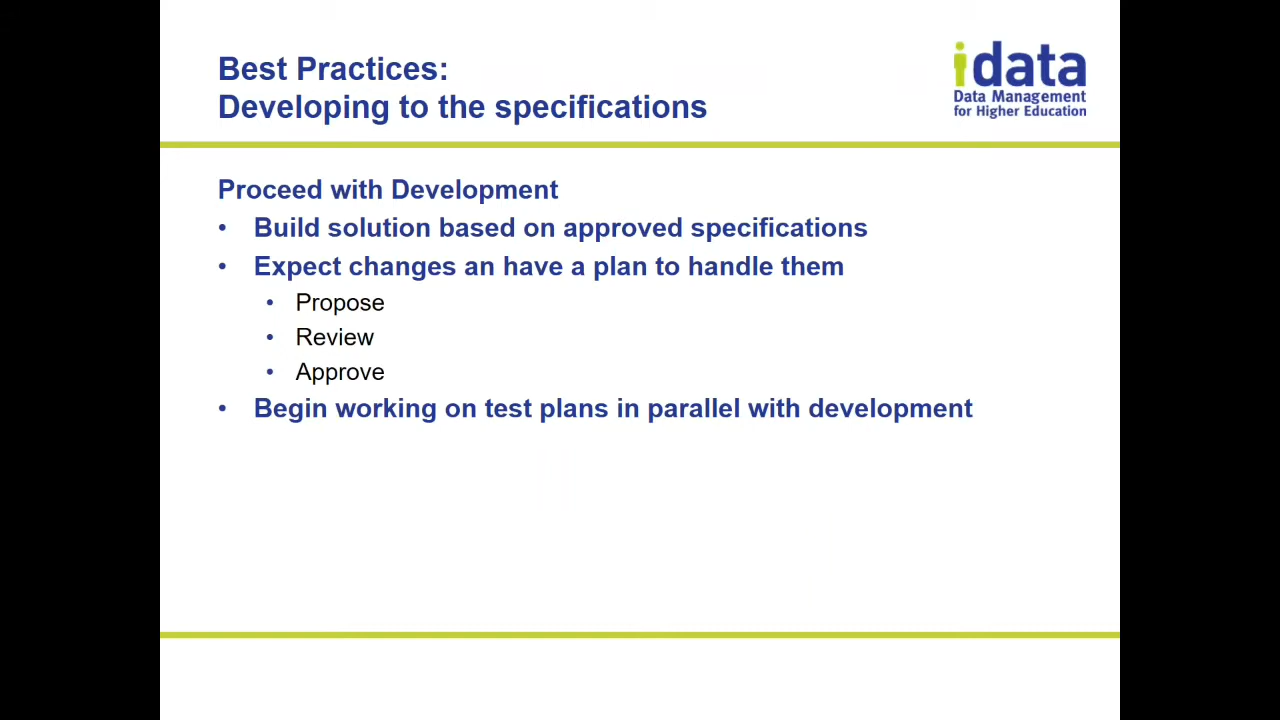 Best Practices:
Developing to the specifications
idata
Data Management
for Higher Education
Proceed with Development
• Build solution based on approved specifications
• Expect changes an have a plan to handle them
• Propose
• Review
• Approve
• Begin working on test plans in parallel with development